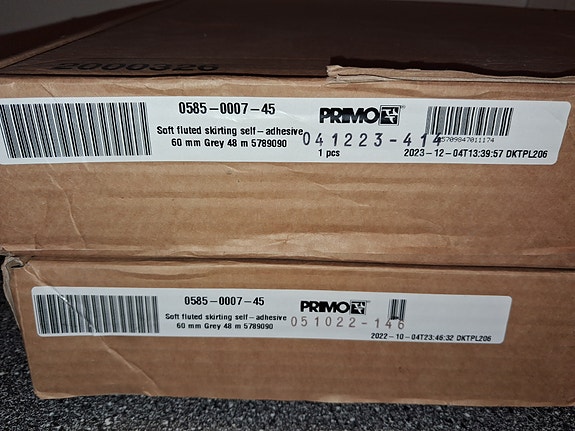 2000326
0585-0007-45
PRIMO
Soft fluted skirting self-adhesive
60 mm Grey 48 m 5789090
041223-414
5709847011174
1 pcs
2023-12-04T13:39:57 DKTPL206
0585-0007-45
PRIMO
Soft fluted skirting self-adhesive
60 mm Grey 48 m 5789090
051022-146
2022-10-04T23:46:32 DKTPL206